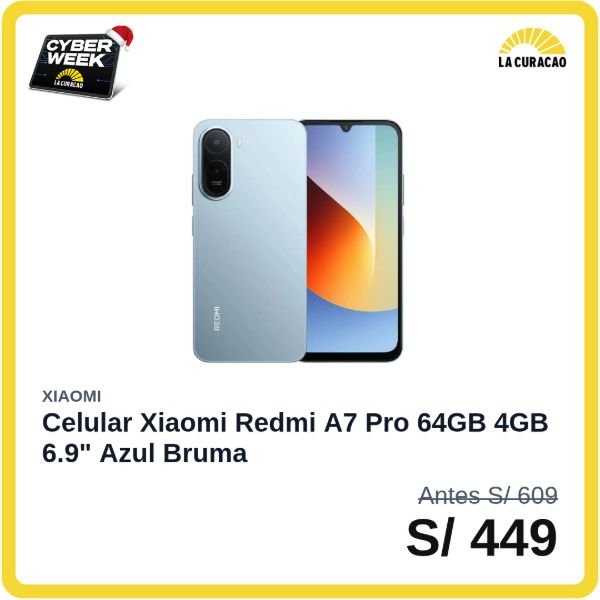 CYBER
WEEK
LA CURACAO
LA CURACAO
REDMI
XIAOMI
Celular Xiaomi Redmi A7 Pro 64GB 4GB
6.9" Azul Bruma
Antes S/ 609
S/ 449